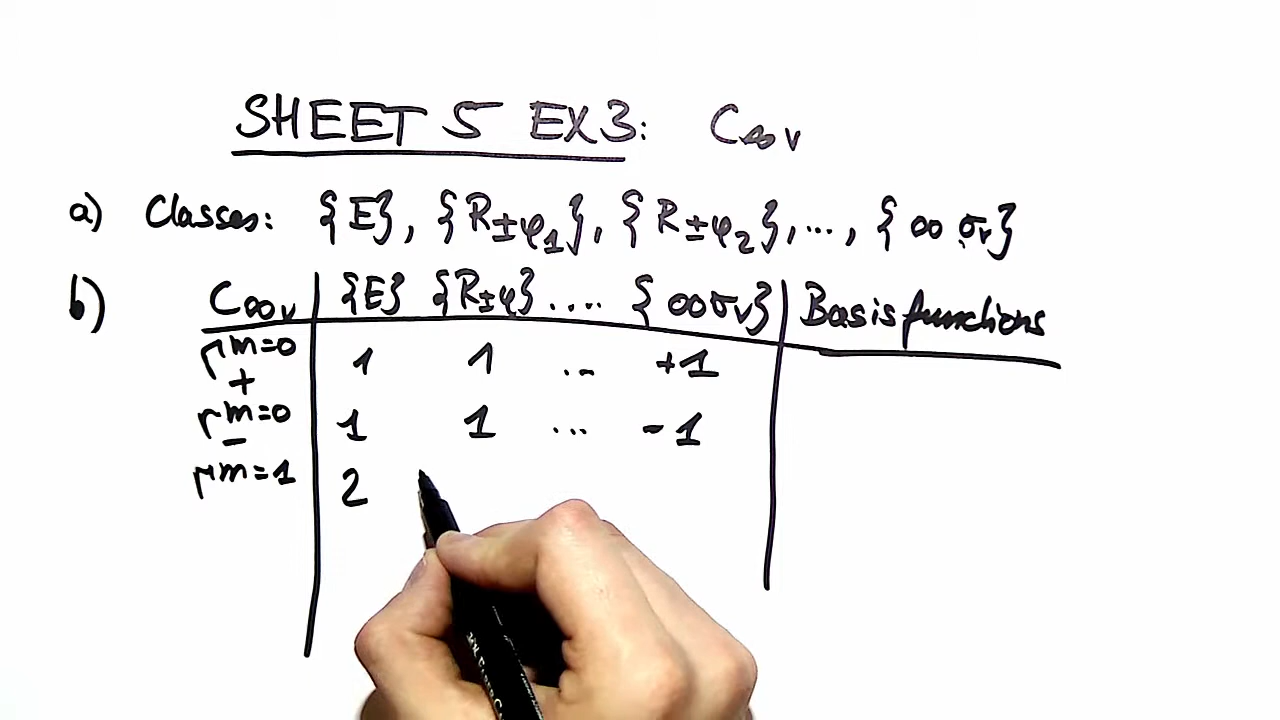 SHEET 5 EX3: C∞v
a) Classes: {E}, {R±φ1}, {R±φ2}, ..., {∞σv}
b) C∞v {E} {R±φ} .... {∞σv} Basis functions
Γ+ m=0 1 1 ... +1
Γ- m=0 1 1 ... -1
Γ m=1 2